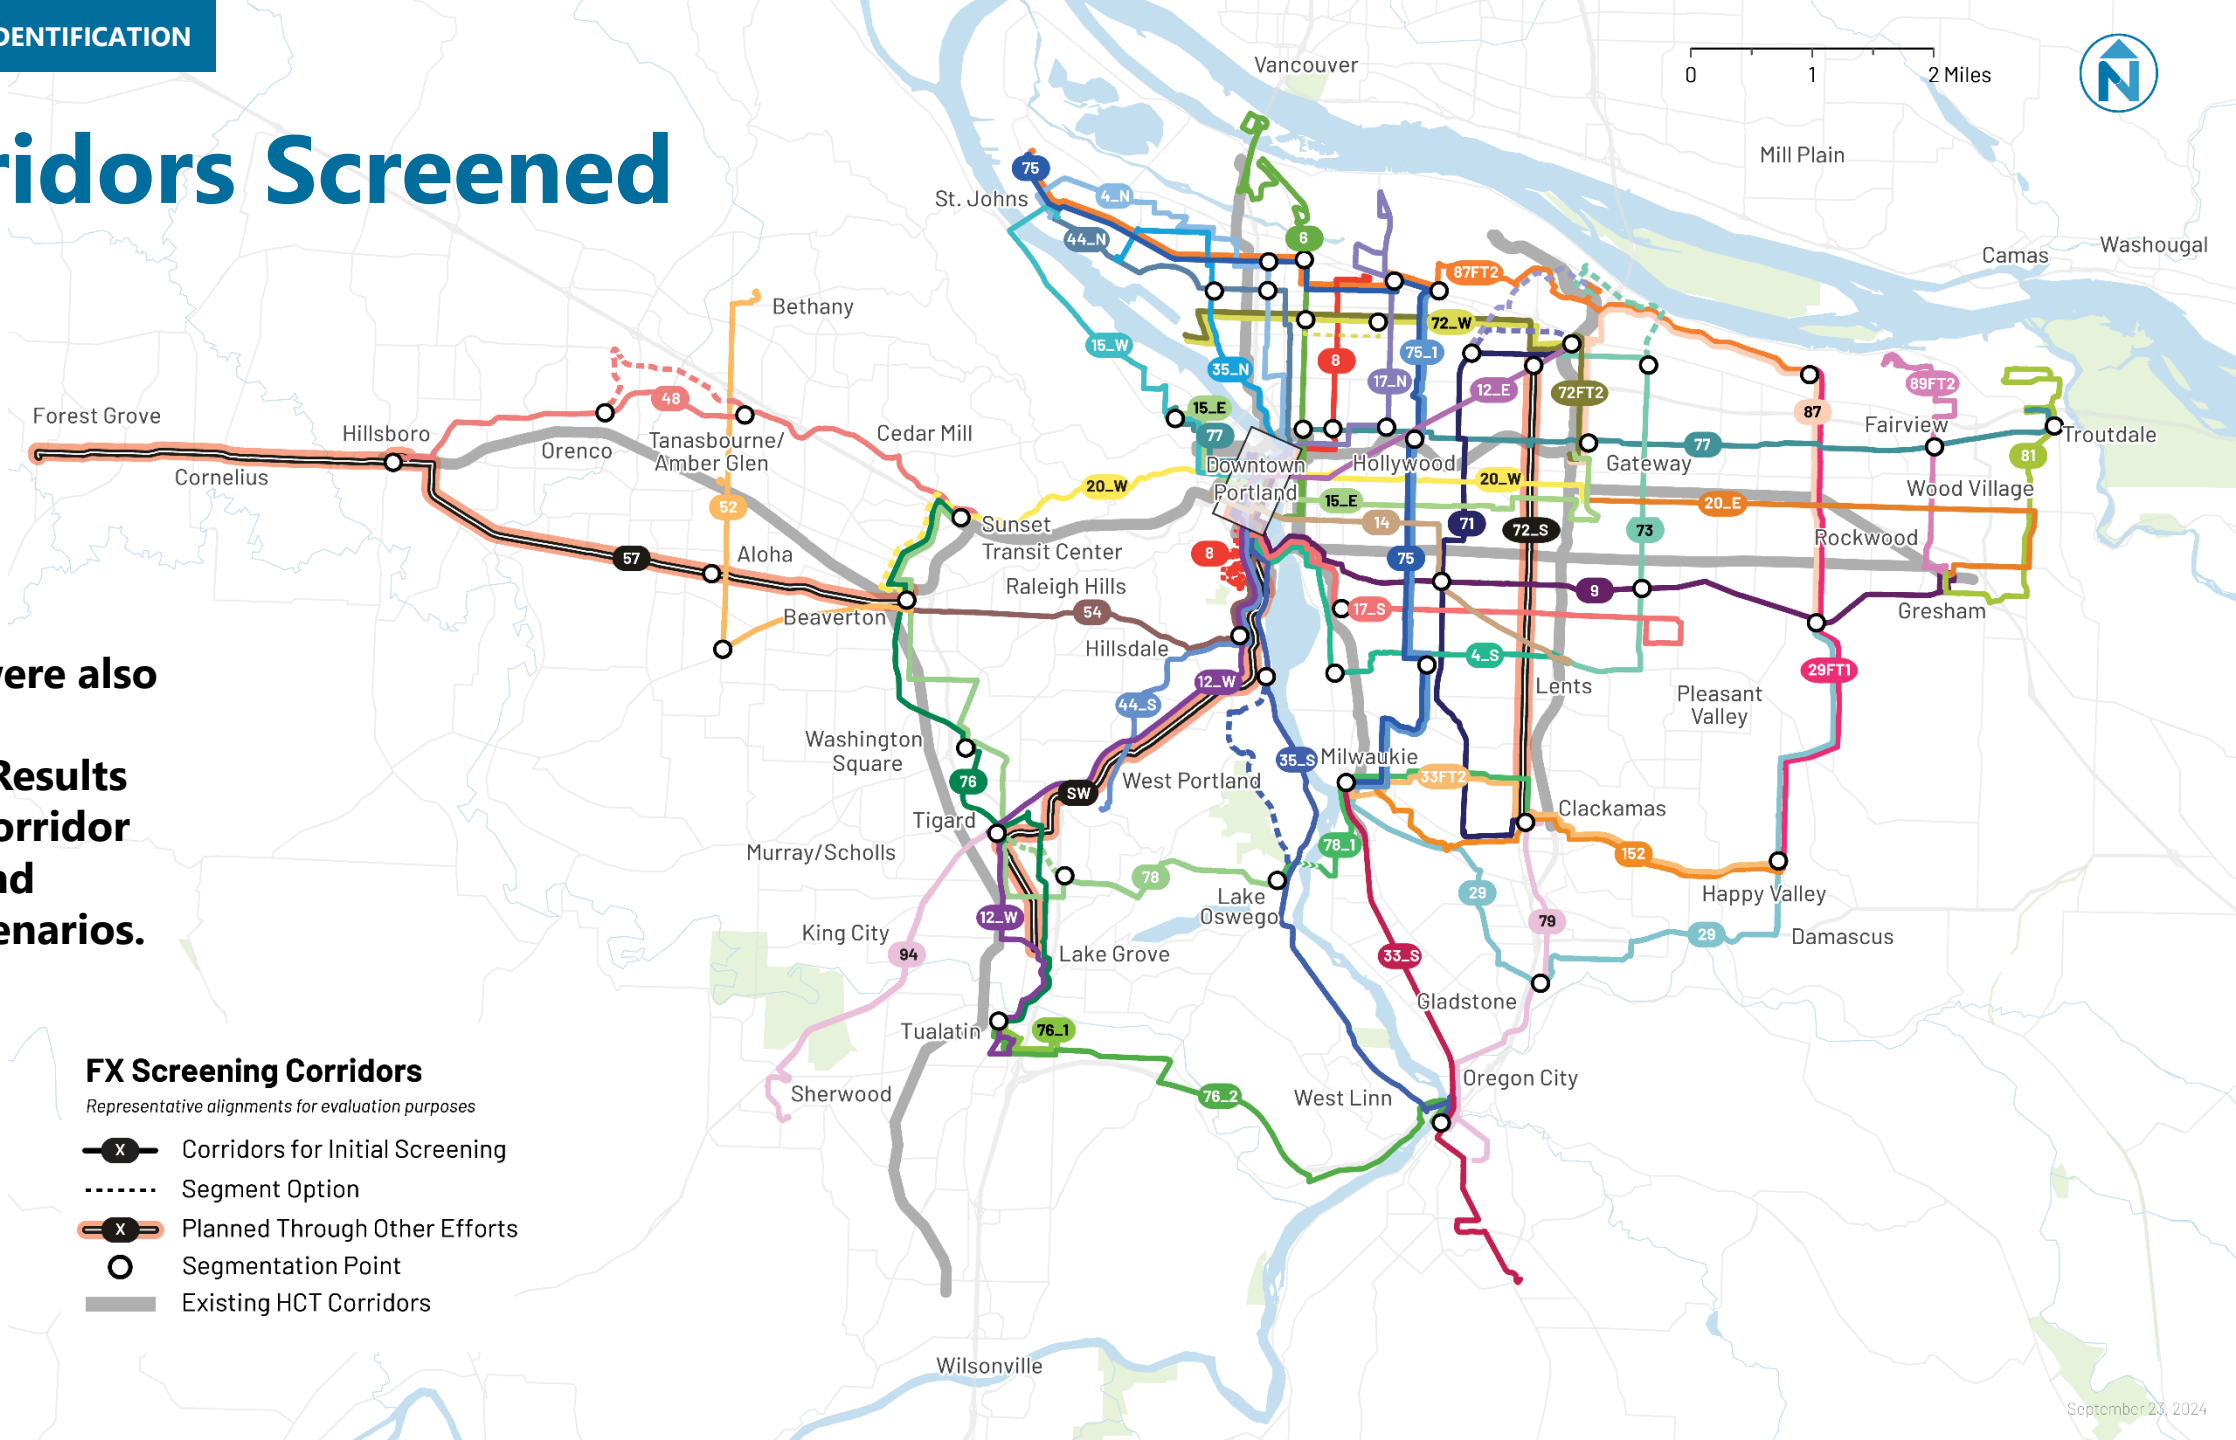 DENTIFICATION
ridors Screened
ere also
Results
orridor
nd
enarios.
FX Screening Corridors
Representative alignments for evaluation purposes
X Corridors for Initial Screening
Segment Option
X Planned Through Other Efforts
Segmentation Point
Existing HCT Corridors
0 1 2 Miles
N
Vancouver
Mill Plain
Camas
Washougal
75
St. Johns
4_N
44_N
6
87FT2
Bethany
15_W
35_N
8
72_W
75_1
17_N
12_E
72FT2
89FT2
87
Forest Grove
Hillsboro
Cornelius
48
Orenco
Tanasbourne/
Amber Glen
Cedar Mill
15_E
77
Downtown
Portland
Hollywood
Gateway
77
Fairview
Troutdale
81
Wood Village
20_W
20_W
15_E
20_E
52
Sunset
Transit Center
14
71
72_S
73
Rockwood
57
Aloha
Raleigh Hills
8
75
9
Gresham
Beaverton
54
17_S
Hillsdale
4_S
12_W
44_S
Lents
Pleasant
Valley
29FT1
Washington
Square
76
35_S
Milwaukie
33FT2
West Portland
SW
Tigard
Clackamas
Murray/Scholls
78_1
152
78
Lake
Oswego
29
Happy Valley
12_W
King City
94
79
29
Damascus
Lake Grove
33_S
Gladstone
Tualatin
76_1
Sherwood
76_2
West Linn
Oregon City
Wilsonville
September 23, 2024